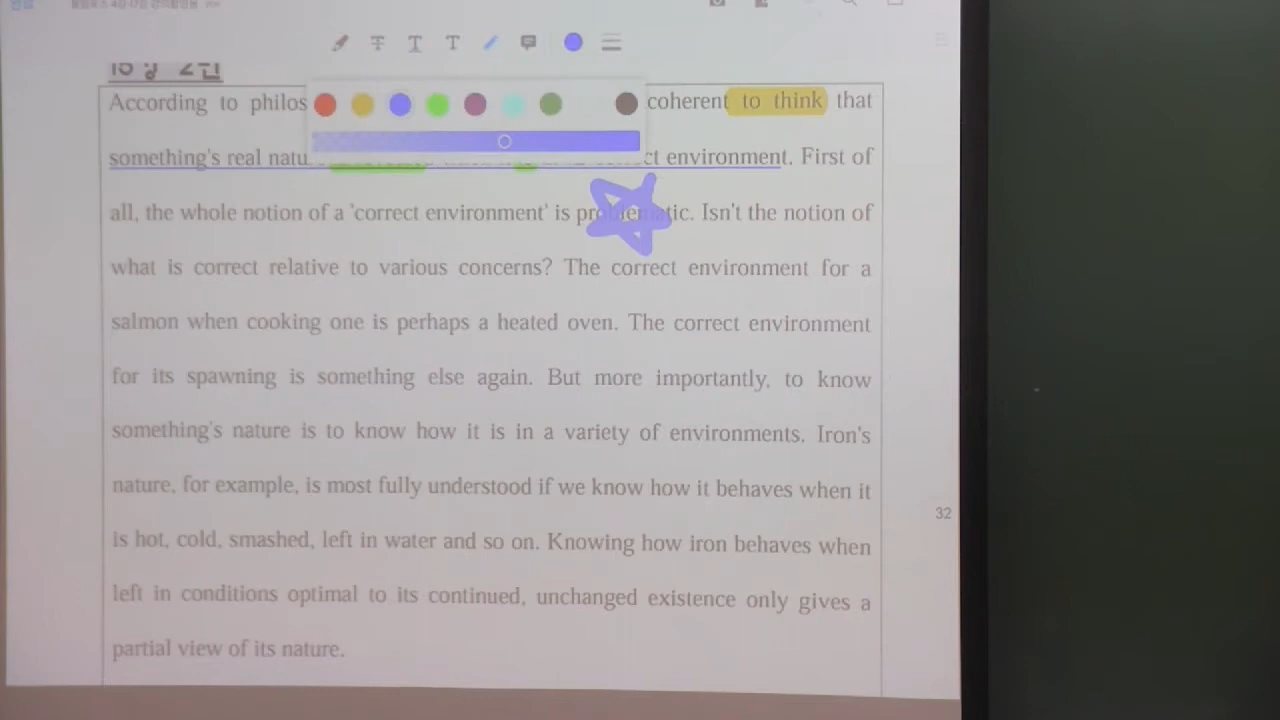 According to philos coherent to think that
something's real natu ct environment. First of
all, the whole notion of a 'correct environment' is problematic. Isn't the notion of
what is correct relative to various concerns? The correct environment for a
salmon when cooking one is perhaps a heated oven. The correct environment
for its spawning is something else again. But more importantly, to know
something's nature is to know how it is in a variety of environments. Iron's
nature, for example, is most fully understood if we know how it behaves when it
is hot, cold, smashed, left in water and so on. Knowing how iron behaves when
left in conditions optimal to its continued, unchanged existence only gives a
32
partial view of its nature.